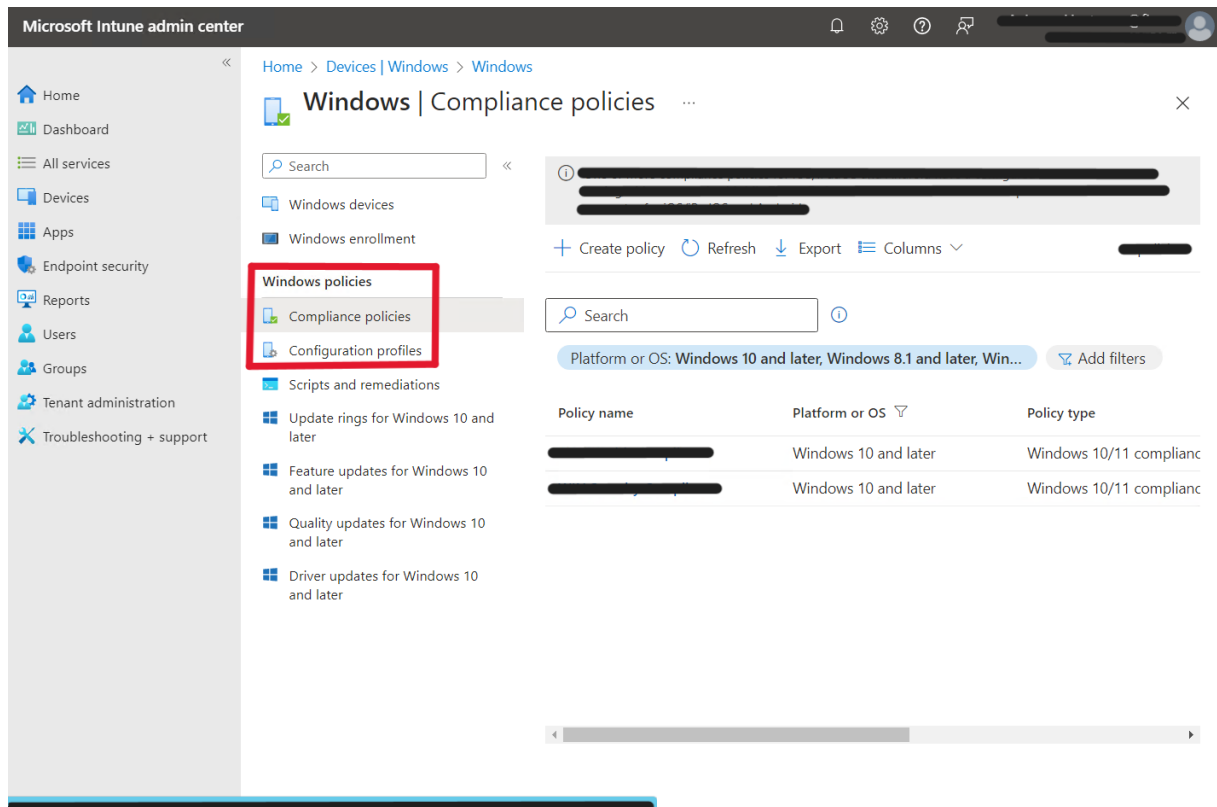 Microsoft Intune admin center
Home
Dashboard
All services
Devices
Apps
Endpoint security
Reports
Users
Groups
Tenant administration
Troubleshooting + support
Home > Devices | Windows > Windows
Windows | Compliance policies ...
Search
Windows devices
Windows enrollment
Windows policies
Compliance policies
Configuration profiles
Scripts and remediations
Update rings for Windows 10 and
later
Feature updates for Windows 10
and later
Quality updates for Windows 10
and later
Driver updates for Windows 10
and later
Create policy Refresh Export Columns
Search
Platform or OS: Windows 10 and later, Windows 8.1 and later, Win... Add filters
Policy name Platform or OS Policy type
Windows 10 and later Windows 10/11 complianc
Windows 10 and later Windows 10/11 complianc